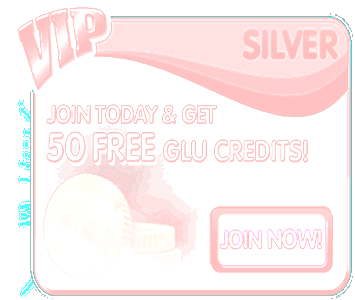 VIP
SILVER
JOIN TODAY & GET
50 FREE GLU CREDITS!
JOIN NOW!